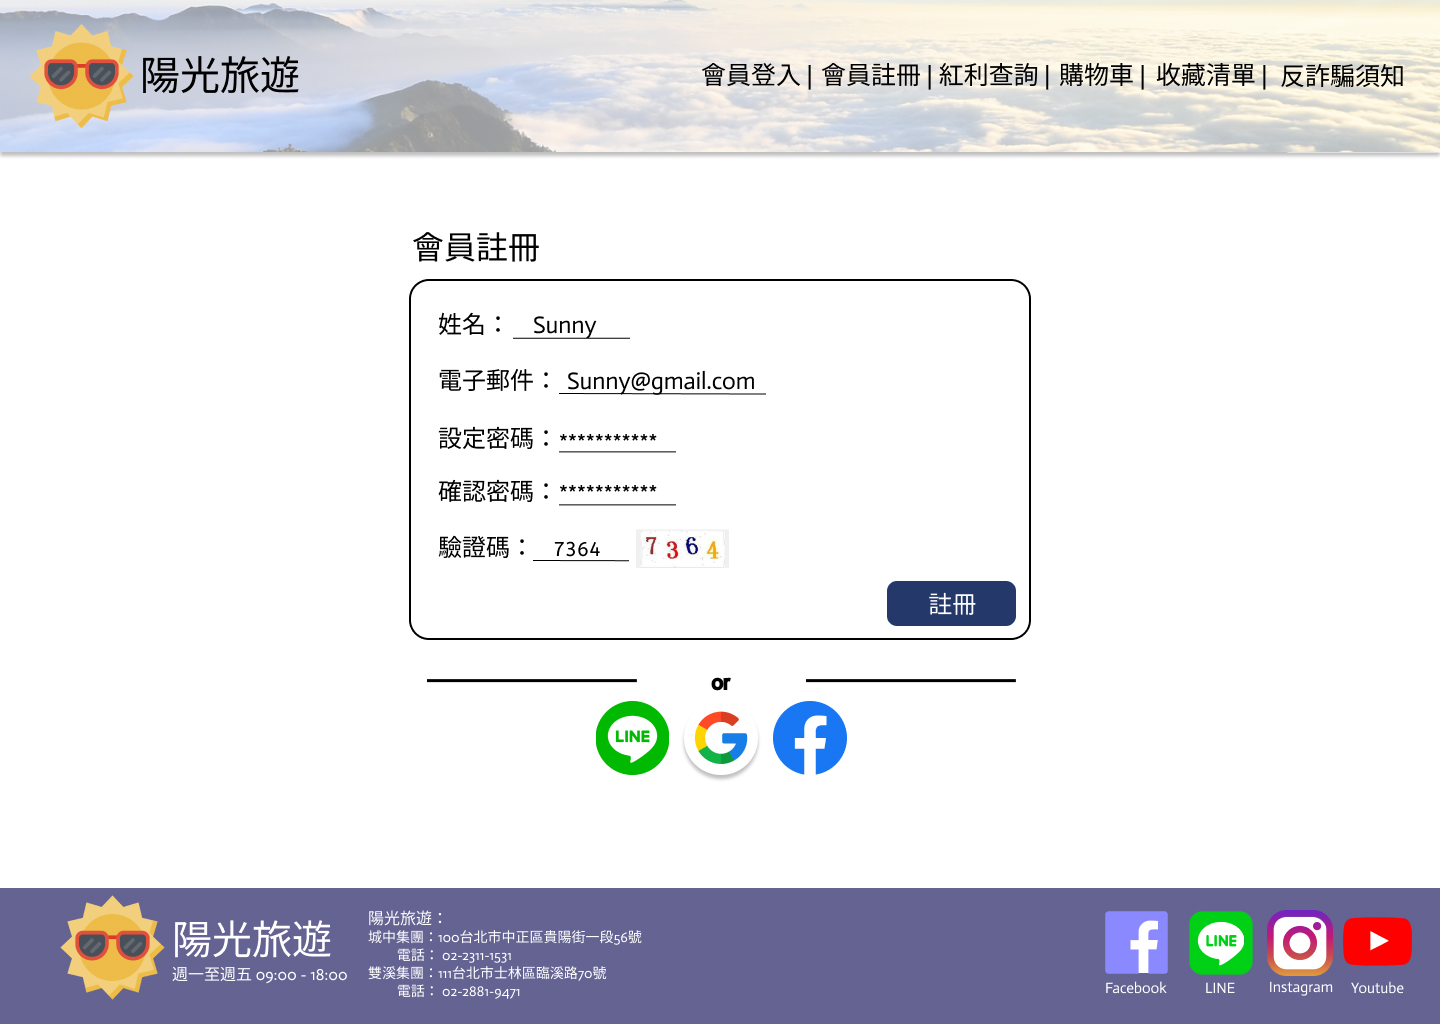 陽光旅遊
會員登入 | 會員註冊 | 紅利查詢 | 購物車 | 收藏清單 | 反詐騙須知
會員註冊
姓名： Sunny
電子郵件： Sunny@gmail.com
設定密碼：***********
確認密碼：***********
驗證碼： 7364 7364
註冊
or
LINE
陽光旅遊
週一至週五 09:00 - 18:00
陽光旅遊：
城中集團：100台北市中正區貴陽街一段56號
電話： 02-2311-1531
雙溪集團：111台北市士林區臨溪路70號
電話： 02-2881-9471
LINE
Facebook LINE Instagram Youtube